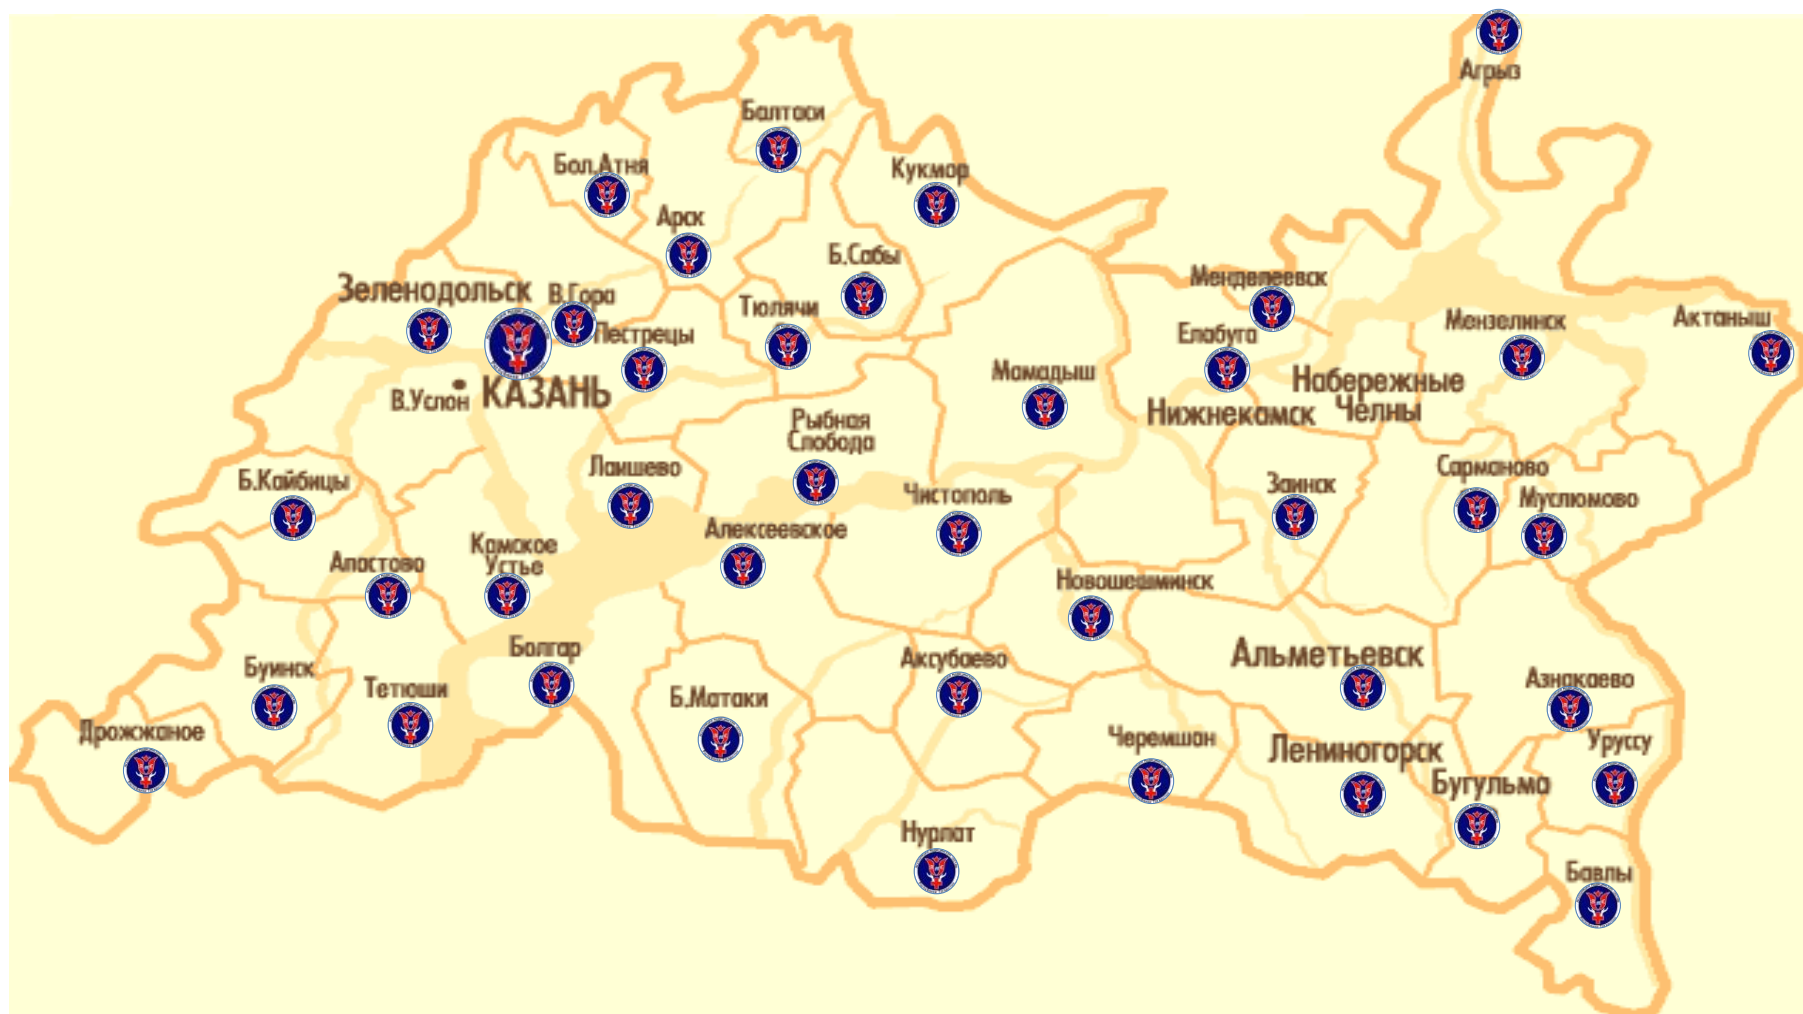 Агрыз
Балтаси
Бол.Атня
Кукмор
Арск
Б.Сабы
Менделеевск
Зеленодольск
В.Гора
Тюлячи
Пестрецы
Елабуга
Мензелинск
Актаныш
Мамадыш
Набережные
Челны
Нижнекамск
В.Услон
КАЗАНЬ
Рыбная
Слобода
Лаишево
Б.Кайбицы
Чистополь
Заинск
Сарманово
Муслюмово
Алексеевское
Камское
Устье
Апастово
Новошешминск
Болгар
Аксубаево
Альметьевск
Буинск
Тетюши
Б.Матаки
Азнакаево
Дрожжаное
Черемшан
Лениногорск
Уруссу
Бугульма
Нурлат
Бавлы